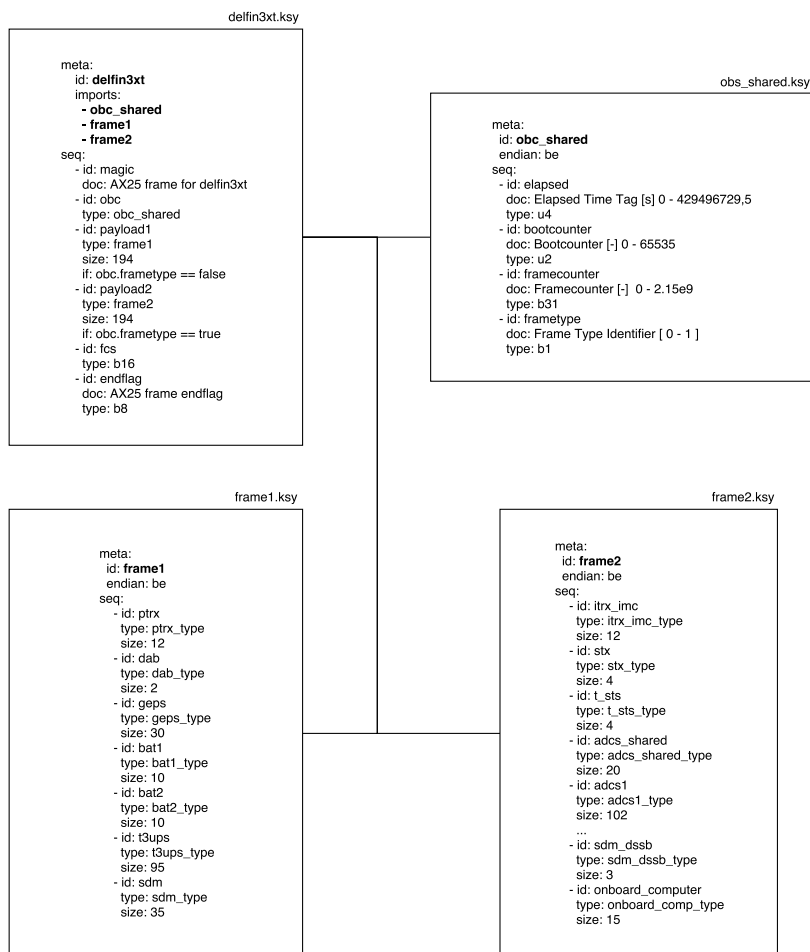 delfin3xt.ksy
meta:
id: delfin3xt
imports:
- obc_shared
- frame1
- frame2
seq:
- id: magic
doc: AX25 frame for delfin3xt
- id: obc
type: obc_shared
- id: payload1
type: frame1
size: 194
if: obc.frametype == false
- id: payload2
type: frame2
size: 194
if: obc.frametype == true
- id: fcs
type: b16
- id: endflag
doc: AX25 frame endflag
type: b8
obs_shared.ksy
meta:
id: obc_shared
endian: be
seq:
- id: elapsed
doc: Elapsed Time Tag [s] 0 - 429496729,5
type: u4
- id: bootcounter
doc: Bootcounter [-] 0 - 65535
type: u2
- id: framecounter
doc: Framecounter [-]  0 - 2.15e9
type: b31
- id: frametype
doc: Frame Type Identifier [ 0 - 1 ]
type: b1
frame1.ksy
meta:
id: frame1
endian: be
seq:
- id: ptrx
type: ptrx_type
size: 12
- id: dab
type: dab_type
size: 2
- id: geps
type: geps_type
size: 30
- id: bat1
type: bat1_type
size: 10
- id: bat2
type: bat2_type
size: 10
- id: t3ups
type: t3ups_type
size: 95
- id: sdm
type: sdm_type
size: 35
frame2.ksy
meta:
id: frame2
endian: be
seq:
- id: itrx_imc
type: itrx_imc_type
size: 12
- id: stx
type: stx_type
size: 4
- id: t_sts
type: t_sts_type
size: 4
- id: adcs_shared
type: adcs_shared_type
size: 20
- id: adcs1
type: adcs1_type
size: 102
...
- id: sdm_dssb
type: sdm_dssb_type
size: 3
- id: onboard_computer
type: onboard_comp_type
size: 15